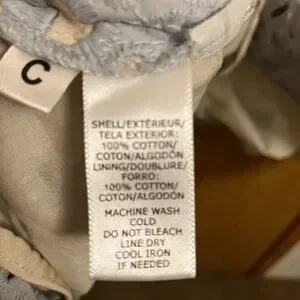 C
SHELL/EXTÉRIEUR/
TELA EXTERIOR:
100% COTTON/
COTON/ALGODÓN
LINING/DOUBLURE/
FORRO:
100% COTTON/
COTON/ALGODÓN
MACHINE WASH
COLD
DO NOT BLEACH
LINE DRY
COOL IRON
IF NEEDED